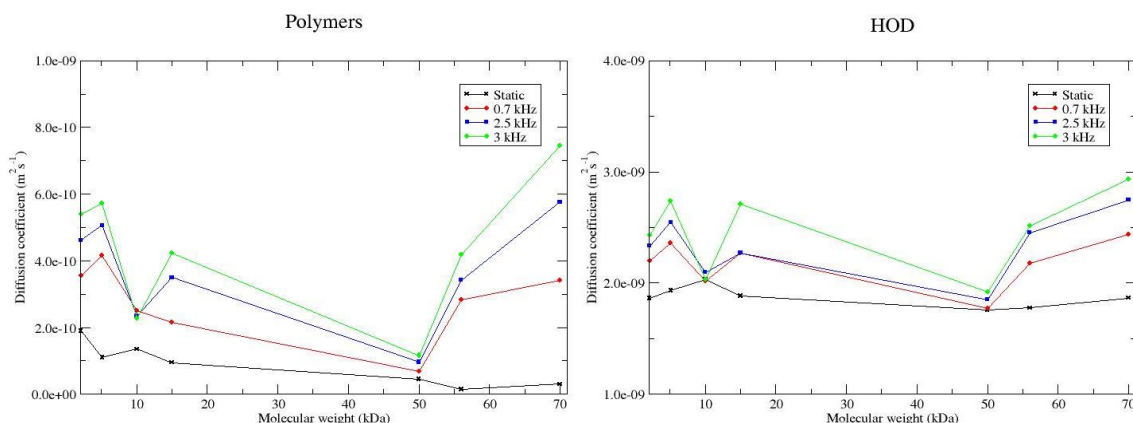 Polymers
1.0e-09
8.0e-10
6.0e-10
4.0e-10
2.0e-10
0.0e+00
Diffusion coefficient (m² s⁻¹)
Static
0.7 kHz
2.5 kHz
3 kHz
10 20 30 40 50 60 70
Molecular weight (kDa)
HOD
4.0e-09
3.0e-09
2.0e-09
1.0e-09
Diffusion coefficient (m² s⁻¹)
Static
0.7 kHz
2.5 kHz
3 kHz
10 20 30 40 50 60 70
Molecular weight (kDa)